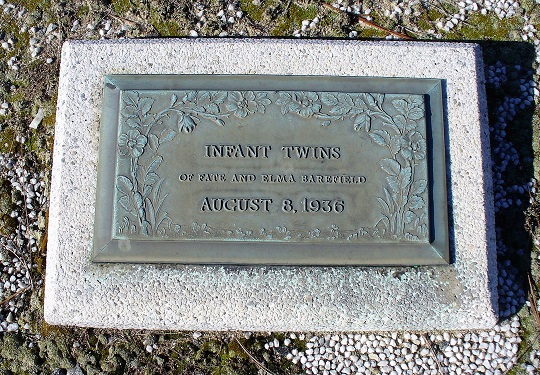 INFANT TWINS
OF FATE AND ELMA BAREFIELD
AUGUST 8, 1936